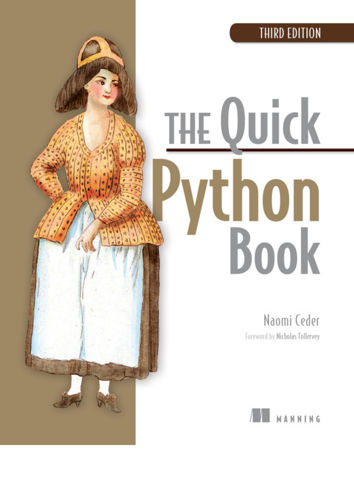 THIRD EDITION
THE Quick
Python
Book
Naomi Ceder
Foreword by Nicholas Tollervey
MANNING